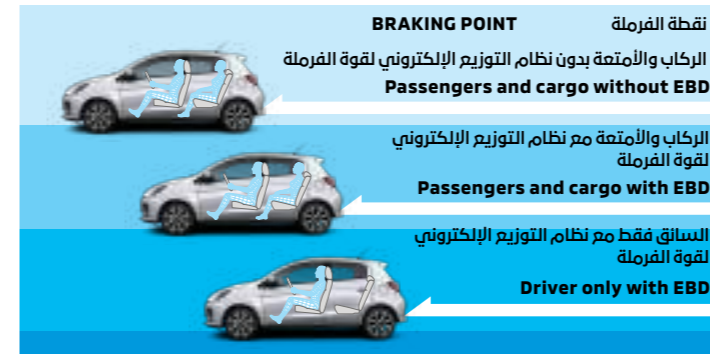 نقطة الفرملة
BRAKING POINT
الركاب والأمتعة بدون نظام التوزيع الإلكتروني لقوة الفرملة
Passengers and cargo without EBD
الركاب والأمتعة مع نظام التوزيع الإلكتروني
لقوة الفرملة
Passengers and cargo with EBD
السائق فقط مع نظام التوزيع الإلكتروني
لقوة الفرملة
Driver only with EBD